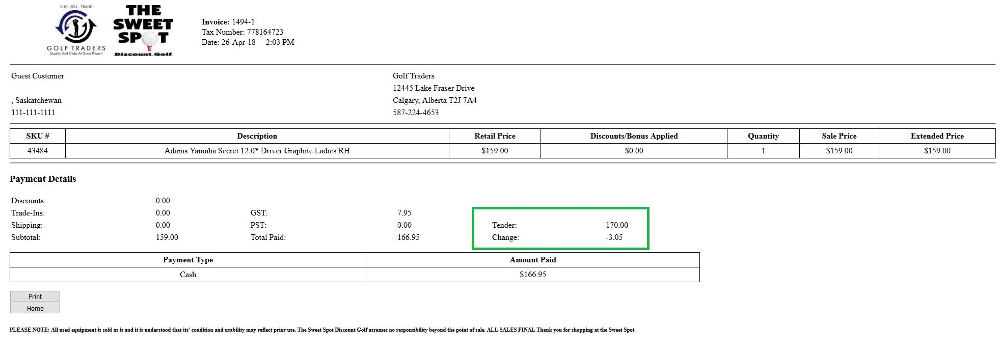 BUY · SELL · TRADE
GOLF TRADERS
Quality Golf Clubs At Great Prices!
THE
SWEET
SPOT
Discount Golf
Invoice: 1494-1
Tax Number: 778164723
Date: 26-Apr-18 2:03 PM
Guest Customer
, Saskatchewan
111-111-1111
Golf Traders
12445 Lake Fraser Drive
Calgary, Alberta T2J 7A4
587-224-4653
SKU # Description Retail Price Discounts/Bonus Applied Quantity Sale Price Extended Price
43484 Adams Yamaha Secret 12.0* Driver Graphite Ladies RH $159.00 $0.00 1 $159.00 $159.00
Payment Details
Discounts: 0.00
Trade-Ins: 0.00 GST: 7.95
Shipping: 0.00 PST: 0.00 Tender: 170.00
Subtotal: 159.00 Total Paid: 166.95 Change: -3.05
Payment Type Amount Paid
Cash $166.95
Print
Home
PLEASE NOTE: All used equipment is sold as is and it is understood that its' condition and usability may reflect prior use. The Sweet Spot Discount Golf assumes no responsibility beyond the point of sale. ALL SALES FINAL Thank you for shopping at the Sweet Spot.